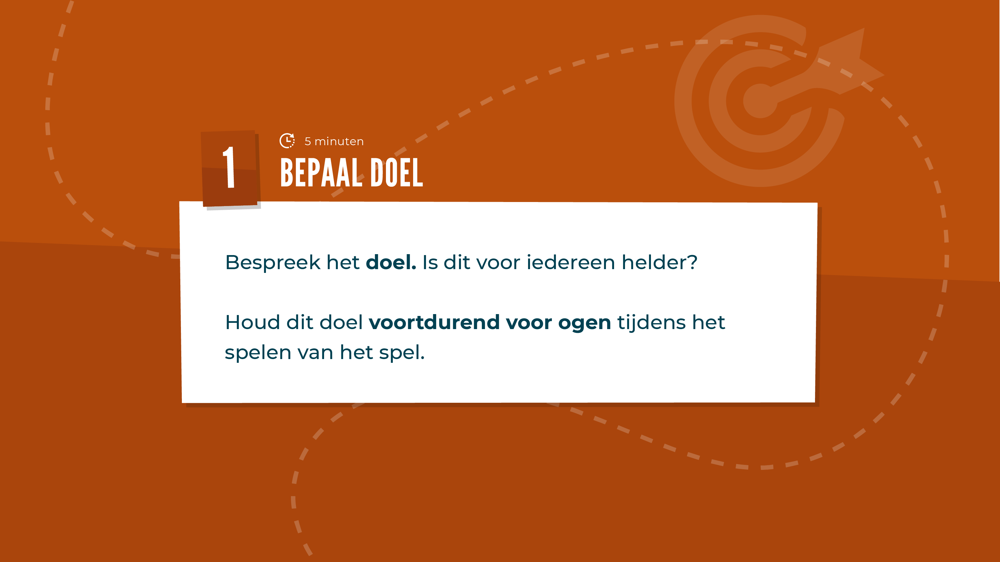 1
5 minuten
BEPAAL DOEL
Bespreek het doel. Is dit voor iedereen helder?
Houd dit doel voortdurend voor ogen tijdens het
spelen van het spel.